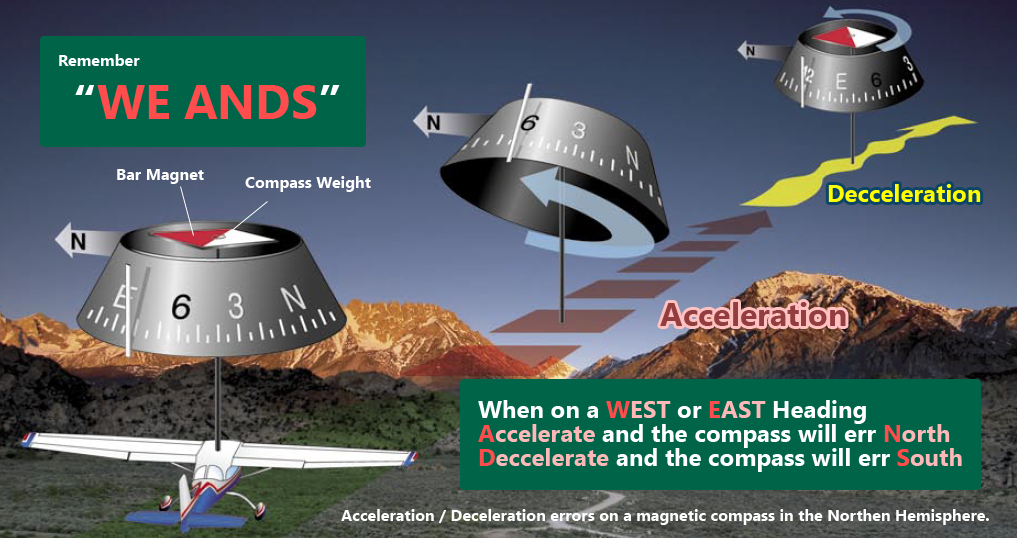 Remember
“WE ANDS”
Bar Magnet
Compass Weight
N
E 6 3 N
N
6 3 N
N
12 E 6 3
Decceleration
Acceleration
When on a WEST or EAST Heading
Accelerate and the compass will err North
Deccelerate and the compass will err South
Acceleration / Deceleration errors on a magnetic compass in the Northen Hemisphere.